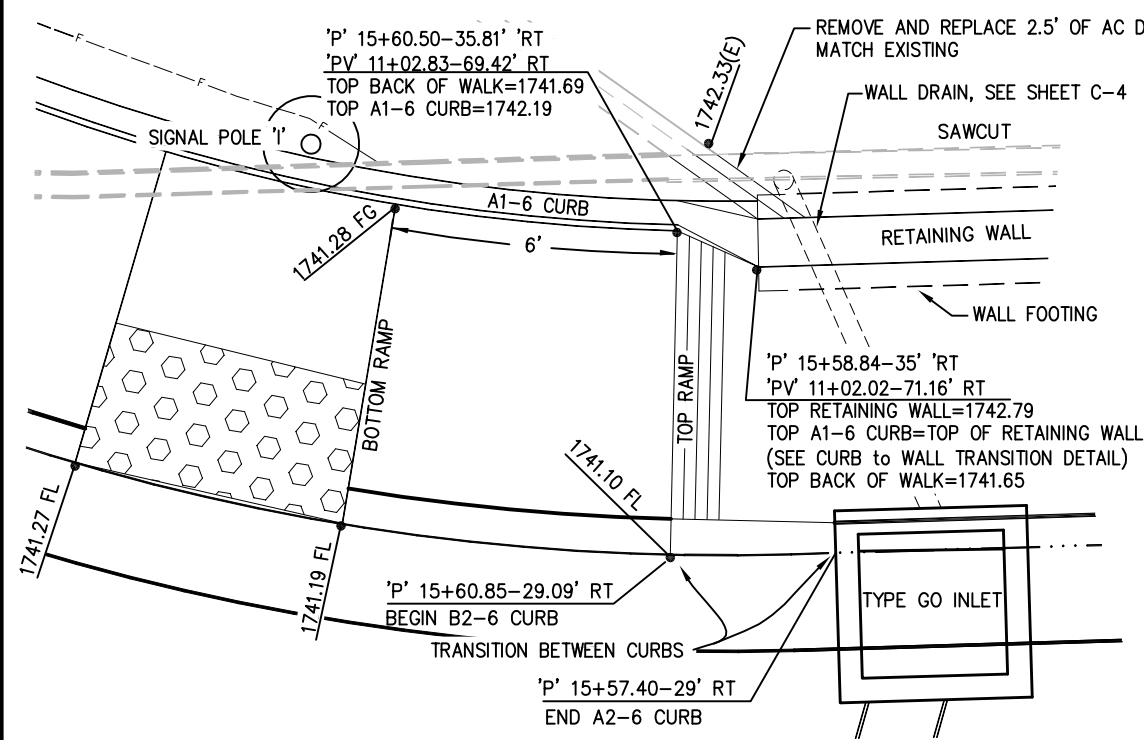 'P' 15+60.50-35.81' 'RT
'PV' 11+02.83-69.42' RT
TOP BACK OF WALK=1741.69
TOP A1-6 CURB=1742.19
REMOVE AND REPLACE 2.5' OF AC D
MATCH EXISTING
1742.33(E)
WALL DRAIN, SEE SHEET C-4
SAWCUT
F
F
F
SIGNAL POLE 'I'
A1-6 CURB
1741.28 FG
6'
RETAINING WALL
WALL FOOTING
BOTTOM RAMP
TOP RAMP
'P' 15+58.84-35' 'RT
'PV' 11+02.02-71.16' RT
TOP RETAINING WALL=1742.79
TOP A1-6 CURB=TOP OF RETAINING WALL
(SEE CURB to WALL TRANSITION DETAIL)
TOP BACK OF WALK=1741.65
1741.10 FL
1741.27 FL
1741.19 FL
'P' 15+60.85-29.09' RT
BEGIN B2-6 CURB
TYPE GO INLET
TRANSITION BETWEEN CURBS
'P' 15+57.40-29' RT
END A2-6 CURB